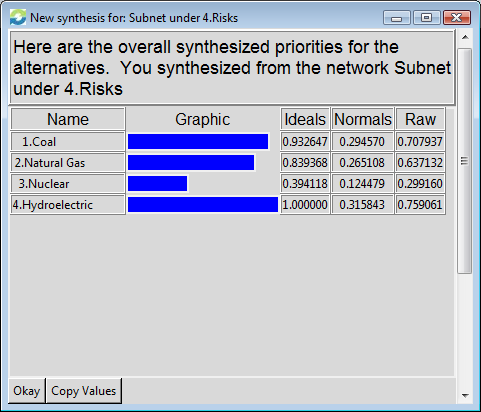 New synthesis for: Subnet under 4.Risks
Here are the overall synthesized priorities for the
alternatives.  You synthesized from the network Subnet
under 4.Risks
Name Graphic Ideals Normals Raw
1.Coal 0.932647 0.294570 0.707937
2.Natural Gas 0.839368 0.265108 0.637132
3.Nuclear 0.394118 0.124479 0.299160
4.Hydroelectric 1.000000 0.315843 0.759061
Okay Copy Values